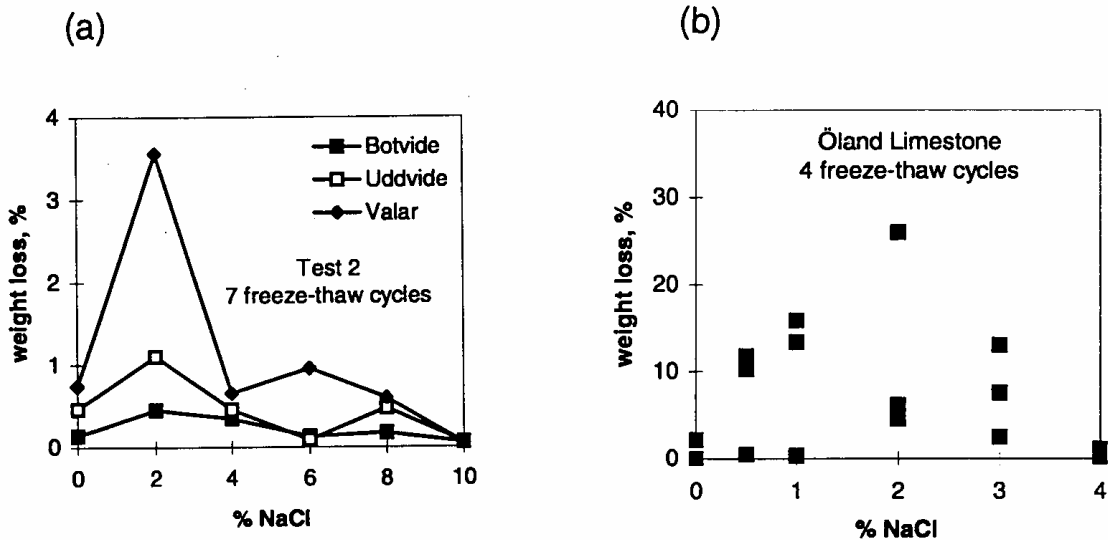 (a)
4
3
2
1
0
weight loss, %
Botvide
Uddvide
Valar
Test 2
7 freeze-thaw cycles
0 2 4 6 8 10
% NaCl
(b)
40
30
20
10
0
weight loss, %
Öland Limestone
4 freeze-thaw cycles
0 1 2 3 4
% NaCl